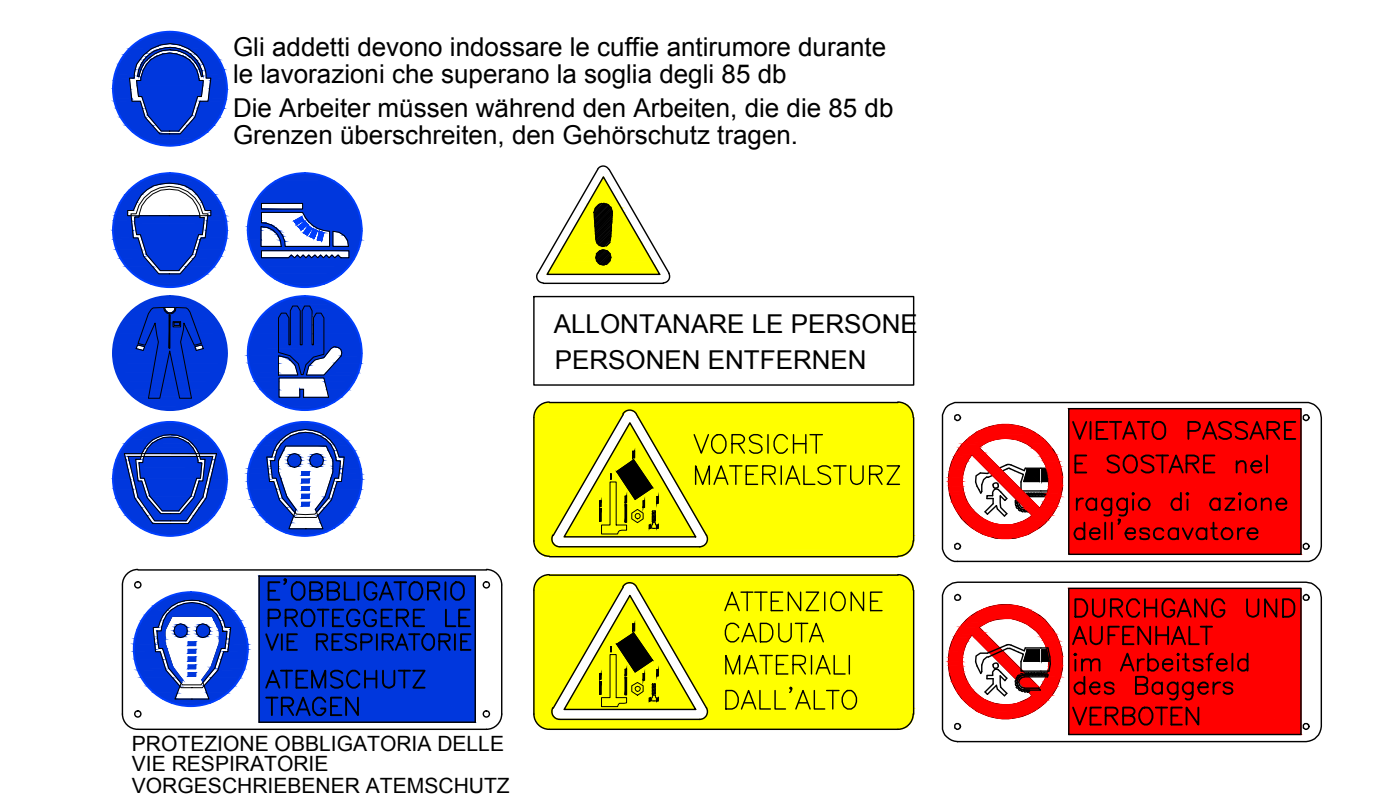 Gli addetti devono indossare le cuffie antirumore durante
le lavorazioni che superano la soglia degli 85 db
Die Arbeiter müssen während den Arbeiten, die die 85 db
Grenzen überschreiten, den Gehörschutz tragen.
ALLONTANARE LE PERSONE
PERSONEN ENTFERNEN
VORSICHT
MATERIALSTURZ
VIETATO PASSARE
E SOSTARE nel
raggio di azione
dell'escavatore
E'OBBLIGATORIO
PROTEGGERE LE
VIE RESPIRATORIE
ATEMSCHUTZ
TRAGEN
PROTEZIONE OBBLIGATORIA DELLE
VIE RESPIRATORIE
VORGESCHRIEBENER ATEMSCHUTZ
ATTENZIONE
CADUTA
MATERIALI
DALL'ALTO
DURCHGANG UND
AUFENHALT
im Arbeitsfeld
des Baggers
VERBOTEN